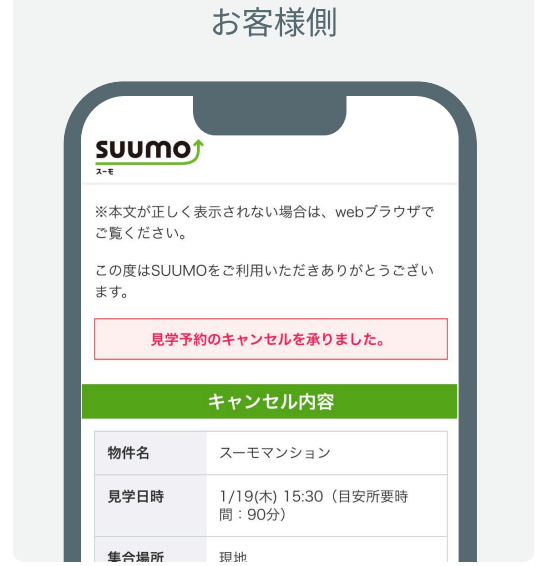 お客様側
suumo
スーモ
※本文が正しく表示されない場合は、webブラウザで
ご覧ください。
この度はSUUMOをご利用いただきありがとうござい
ます。
見学予約のキャンセルを承りました。
キャンセル内容
物件名 スーモマンション
見学日時 1/19(木) 15:30（目安所要時
間：90分）
集合場所 現地